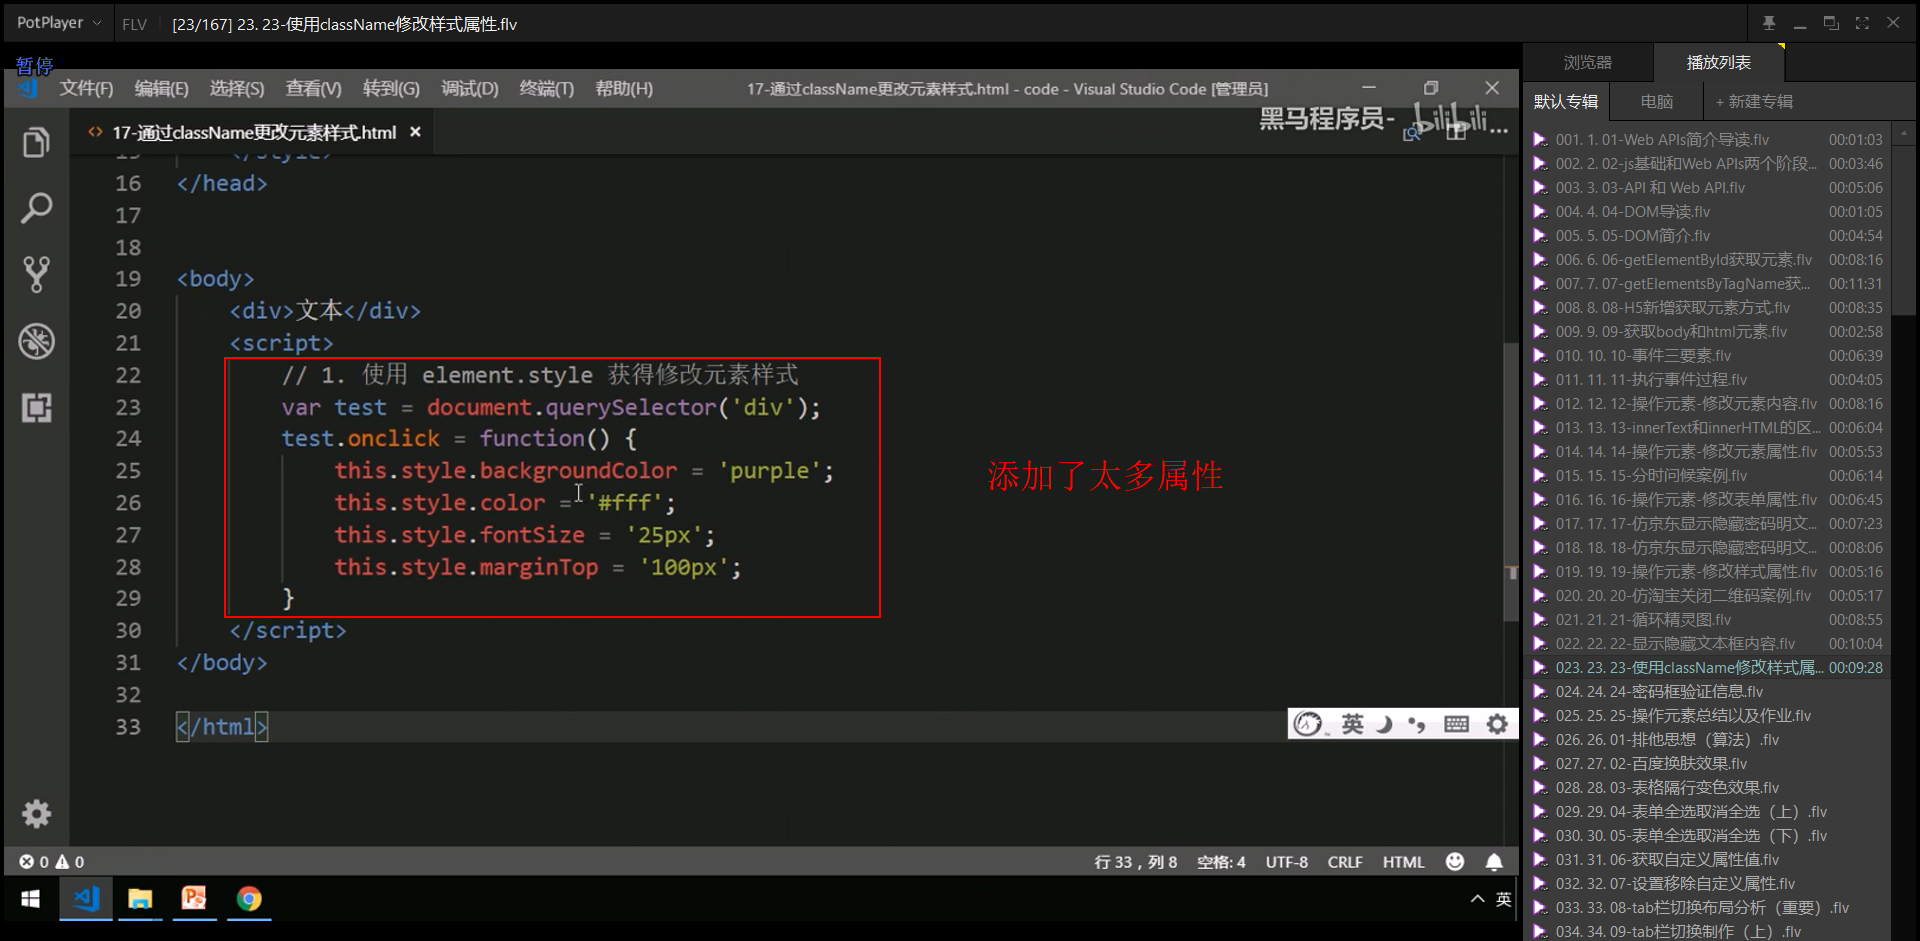 PotPlayer
FLV
[23/167] 23. 23-使用className修改样式属性.flv
暂停
文件(F) 编辑(E) 选择(S) 查看(V) 转到(G) 调试(D) 终端(T) 帮助(H)
17-通过className更改元素样式.html - code - Visual Studio Code [管理员]
17-通过className更改元素样式.html
黑马程序员-
bilibili
15 </style>
16 </head>
17
18
19 <body>
20 <div>文本</div>
21 <script>
22 // 1. 使用 element.style 获得修改元素样式
23 var test = document.querySelector('div');
24 test.onclick = function() {
25 this.style.backgroundColor = 'purple';
26 this.style.color = '#fff';
27 this.style.fontSize = '25px';
28 this.style.marginTop = '100px';
29 }
30 </script>
31 </body>
32
33 </html>
添加了太多属性
英
0 0
行 33，列 8 空格: 4 UTF-8 CRLF HTML
英
浏览器 播放列表
默认专辑 电脑 + 新建专辑
001. 1. 01-Web APIs简介导读.flv 00:01:03
002. 2. 02-js基础和Web APIs两个阶段... 00:03:46
003. 3. 03-API 和 Web API.flv 00:05:06
004. 4. 04-DOM导读.flv 00:01:05
005. 5. 05-DOM简介.flv 00:04:54
006. 6. 06-getElementById获取元素.flv 00:08:16
007. 7. 07-getElementsByTagName获... 00:11:31
008. 8. 08-H5新增获取元素方式.flv 00:08:35
009. 9. 09-获取body和html元素.flv 00:02:58
010. 10. 10-事件三要素.flv 00:06:39
011. 11. 11-执行事件过程.flv 00:04:05
012. 12. 12-操作元素-修改元素内容.flv 00:08:16
013. 13. 13-innerText和innerHTML的区... 00:06:04
014. 14. 14-操作元素-修改元素属性.flv 00:05:53
015. 15. 15-分时问候案例.flv 00:06:14
016. 16. 16-操作元素-修改表单属性.flv 00:06:45
017. 17. 17-仿京东显示隐藏密码明文... 00:07:23
018. 18. 18-仿京东显示隐藏密码明文... 00:08:06
019. 19. 19-操作元素-修改样式属性.flv 00:05:16
020. 20. 20-仿淘宝关闭二维码案例.flv 00:05:17
021. 21. 21-循环精灵图.flv 00:08:55
022. 22. 22-显示隐藏文本框内容.flv 00:10:04
023. 23. 23-使用className修改样式属... 00:09:28
024. 24. 24-密码框验证信息.flv
025. 25. 25-操作元素总结以及作业.flv
026. 26. 01-排他思想（算法）.flv
027. 27. 02-百度换肤效果.flv
028. 28. 03-表格隔行变色效果.flv
029. 29. 04-表单全选取消全选（上）.flv
030. 30. 05-表单全选取消全选（下）.flv
031. 31. 06-获取自定义属性值.flv
032. 32. 07-设置移除自定义属性.flv
033. 33. 08-tab栏切换布局分析（重要）.flv
034. 34. 09-tab栏切换制作（上）.flv